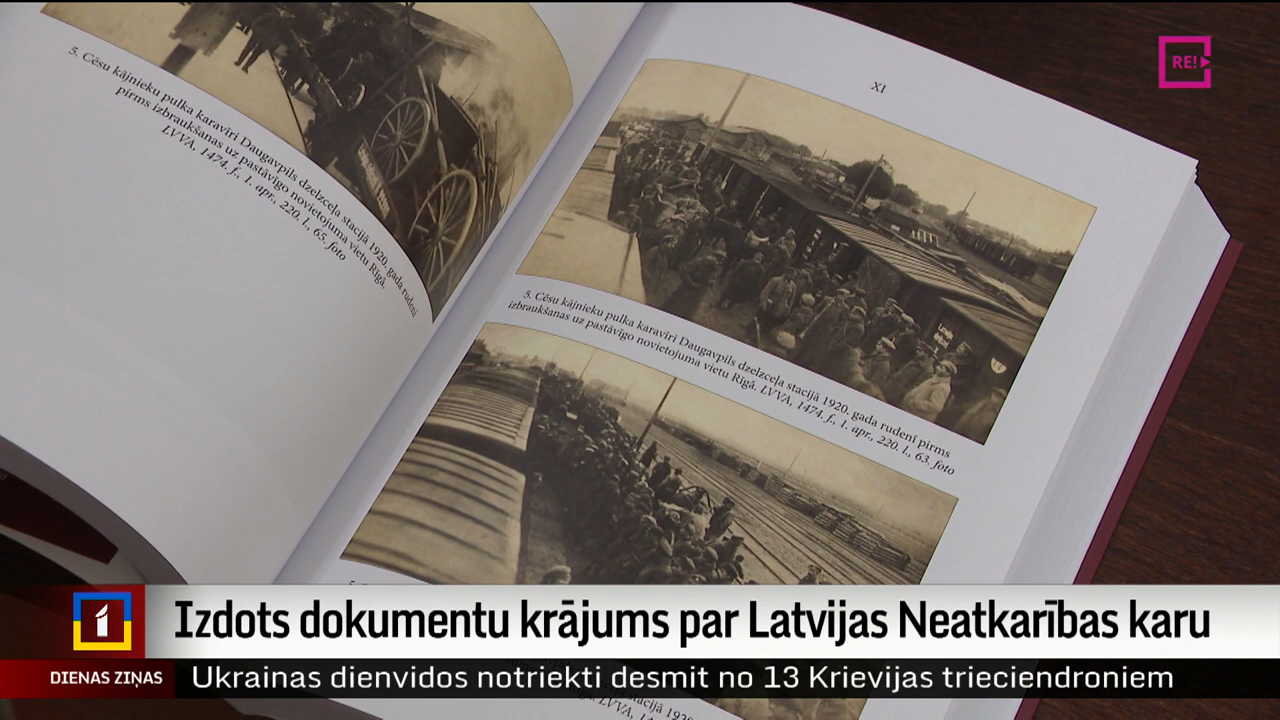 RE!
XI
5. Cēsu kājnieku pulka karavīri Daugavpils dzelzceļa stacijā 1920. gada rudenī
pirms izbraukšanas uz pastāvīgo novietojuma vietu Rīgā.
LVVA, 1474. f., 1. apr., 220. l., 65. foto
5. Cēsu kājnieku pulka karavīri Daugavpils dzelzceļa stacijā 1920. gada rudenī pirms
izbraukšanas uz pastāvīgo novietojuma vietu Rīgā. LVVA, 1474. f., 1. apr., 220. l., 63. foto
1
Izdots dokumentu krājums par Latvijas Neatkarības karu
DIENAS ZIŅAS
Ukrainas dienvidos notriekti desmit no 13 Krievijas trieciendroniem